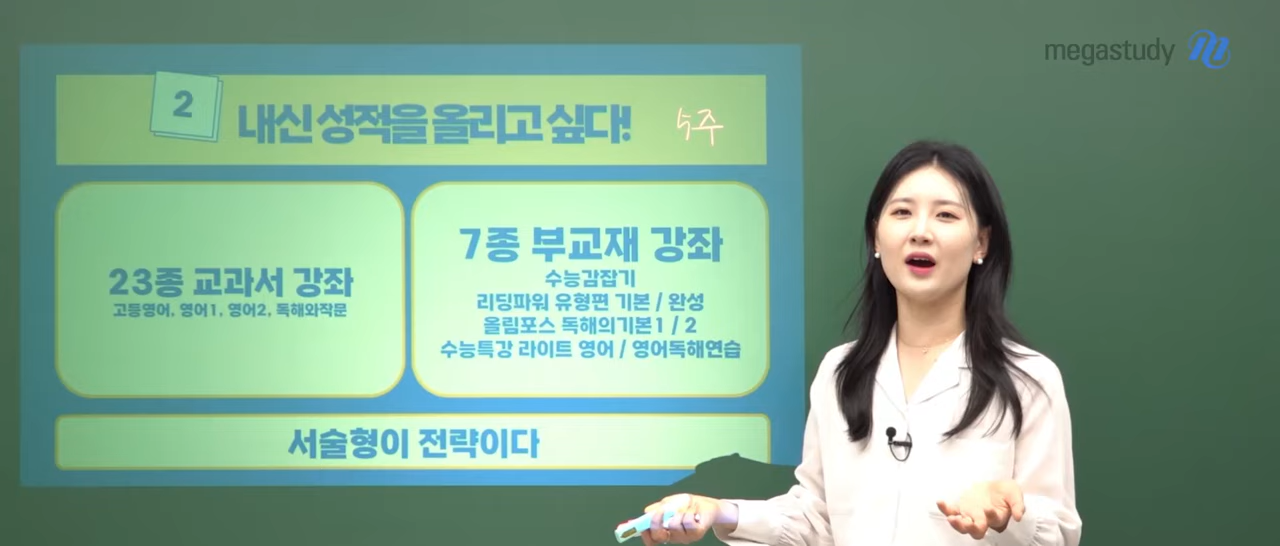 megastudy
2
내신 성적을 올리고 싶다!
5주
23종 교과서 강좌
고등영어, 영어1, 영어2, 독해와작문
7종 부교재 강좌
수능감잡기
리딩파워 유형편 기본 / 완성
올림포스 독해의기본1 / 2
수능특강 라이트 영어 / 영어독해연습
서술형이 전략이다